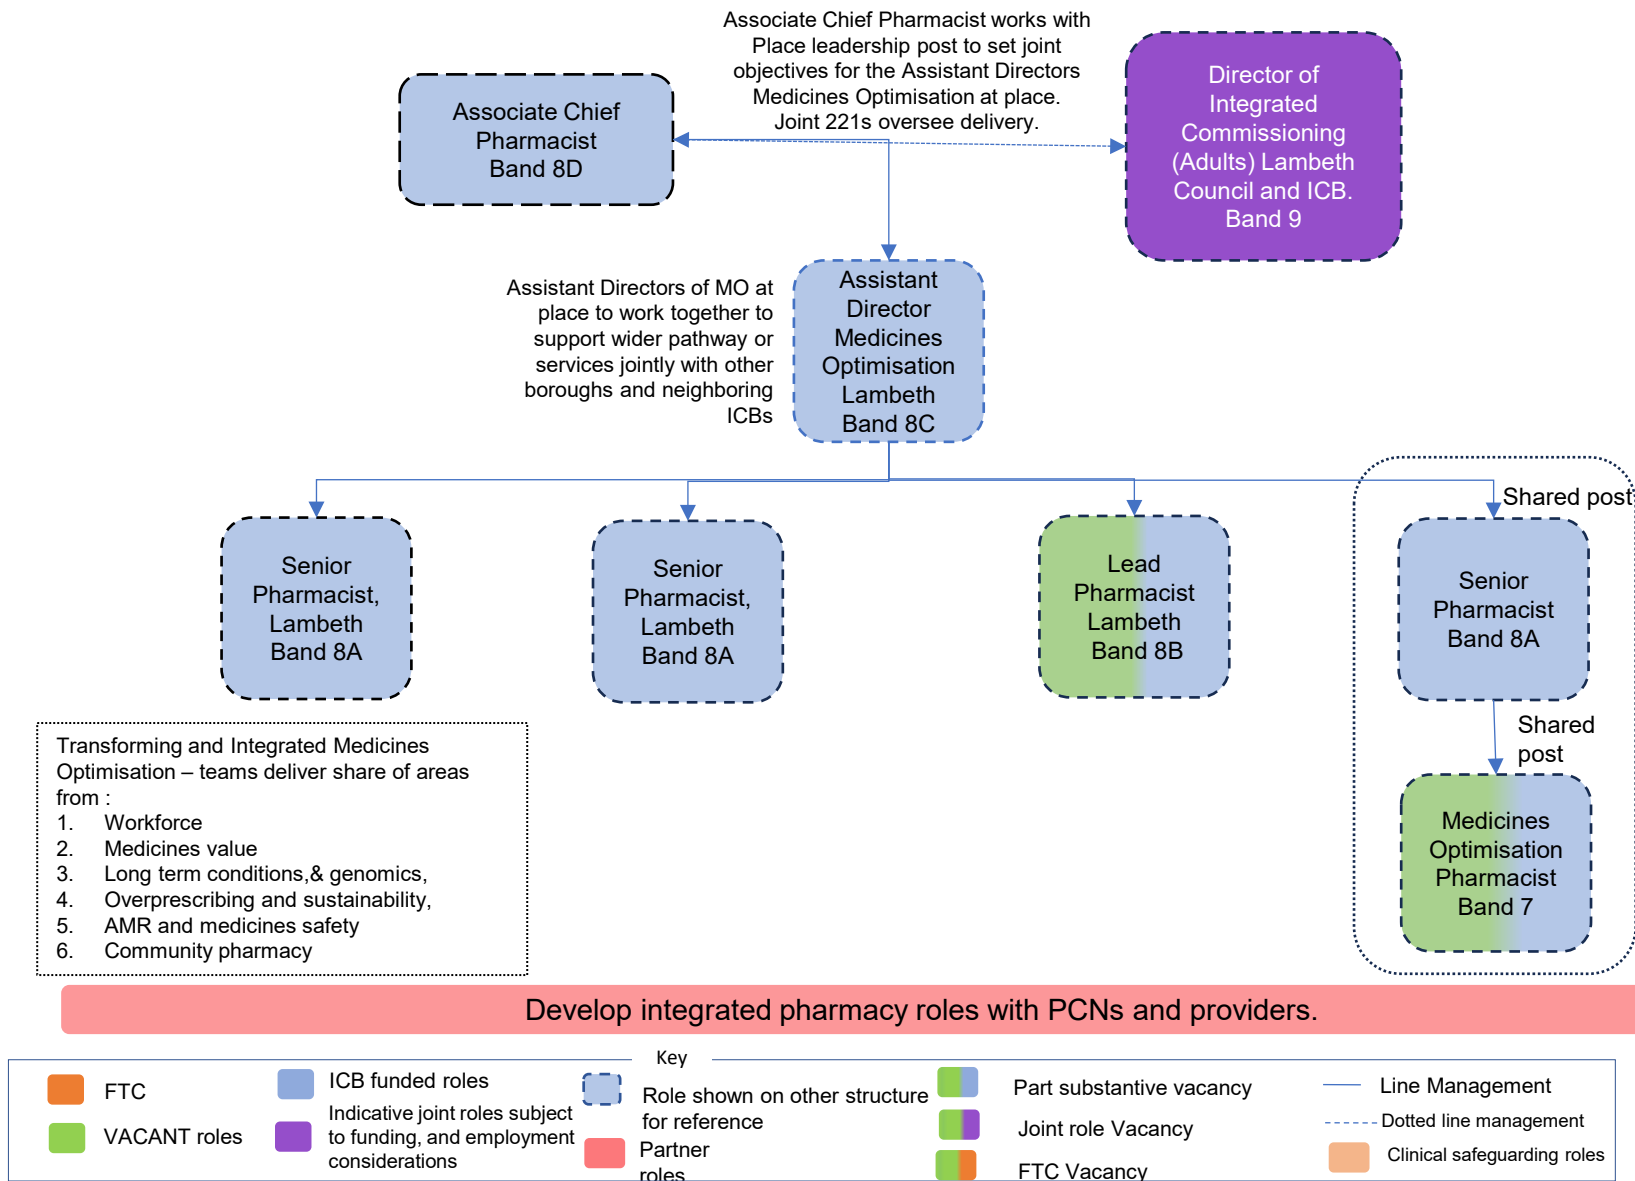 Associate Chief Pharmacist works with
Place leadership post to set joint
objectives for the Assistant Directors
Medicines Optimisation at place.
Joint 221s oversee delivery.
Associate Chief
Pharmacist
Band 8D
Director of
Integrated
Commissioning
(Adults) Lambeth
Council and ICB.
Band 9
Assistant Directors of MO at
place to work together to
support wider pathway or
services jointly with other
boroughs and neighboring
ICBs
Assistant
Director
Medicines
Optimisation
Lambeth
Band 8C
Senior
Pharmacist,
Lambeth
Band 8A
Senior
Pharmacist,
Lambeth
Band 8A
Lead
Pharmacist
Lambeth
Band 8B
Shared post
Senior
Pharmacist
Band 8A
Shared
post
Medicines
Optimisation
Pharmacist
Band 7
Transforming and Integrated Medicines
Optimisation – teams deliver share of areas
from :
1. Workforce
2. Medicines value
3. Long term conditions,& genomics,
4. Overprescribing and sustainability,
5. AMR and medicines safety
6. Community pharmacy
Develop integrated pharmacy roles with PCNs and providers.
Key
FTC
VACANT roles
ICB funded roles
Indicative joint roles subject
to funding, and employment
considerations
Role shown on other structure
for reference
Partner
roles
Part substantive vacancy
Joint role Vacancy
FTC Vacancy
Line Management
Dotted line management
Clinical safeguarding roles